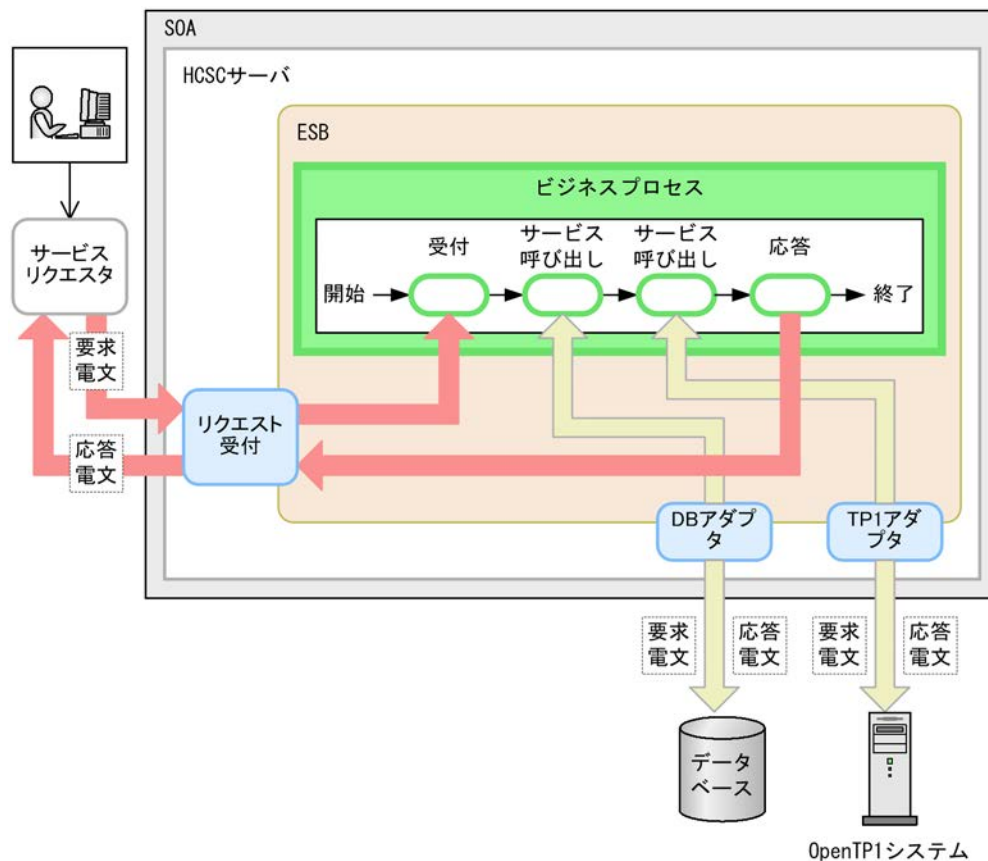 SOA
HCSCサーバ
ESB
ビジネスプロセス
受付
サービス
呼び出し
サービス
呼び出し
応答
開始
終了
サービス
リクエスタ
要求
電文
応答
電文
リクエスト
受付
DBアダプ
タ
TP1アダ
プタ
要求
電文
応答
電文
要求
電文
応答
電文
データ
ベース
OpenTP1システム